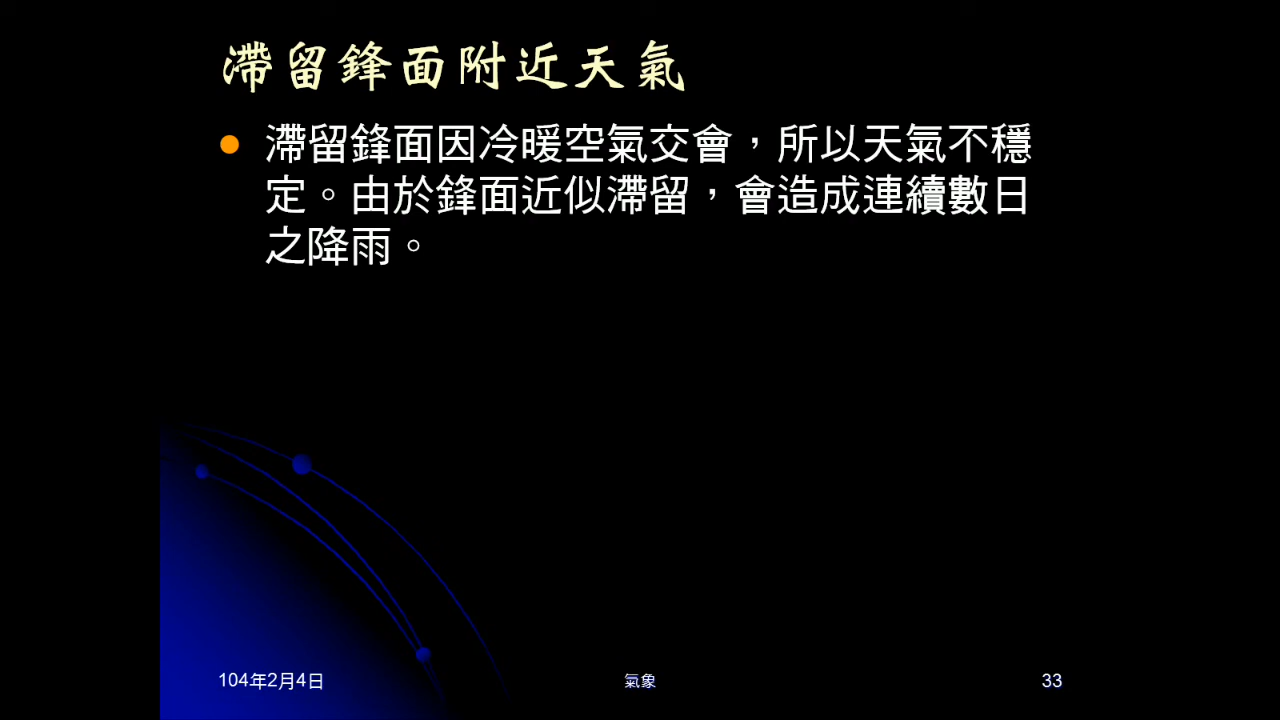 滯留鋒面附近天氣
滯留鋒面因冷暖空氣交會，所以天氣不穩
定。由於鋒面近似滯留，會造成連續數日
之降雨。
104年2月4日
氣象
33